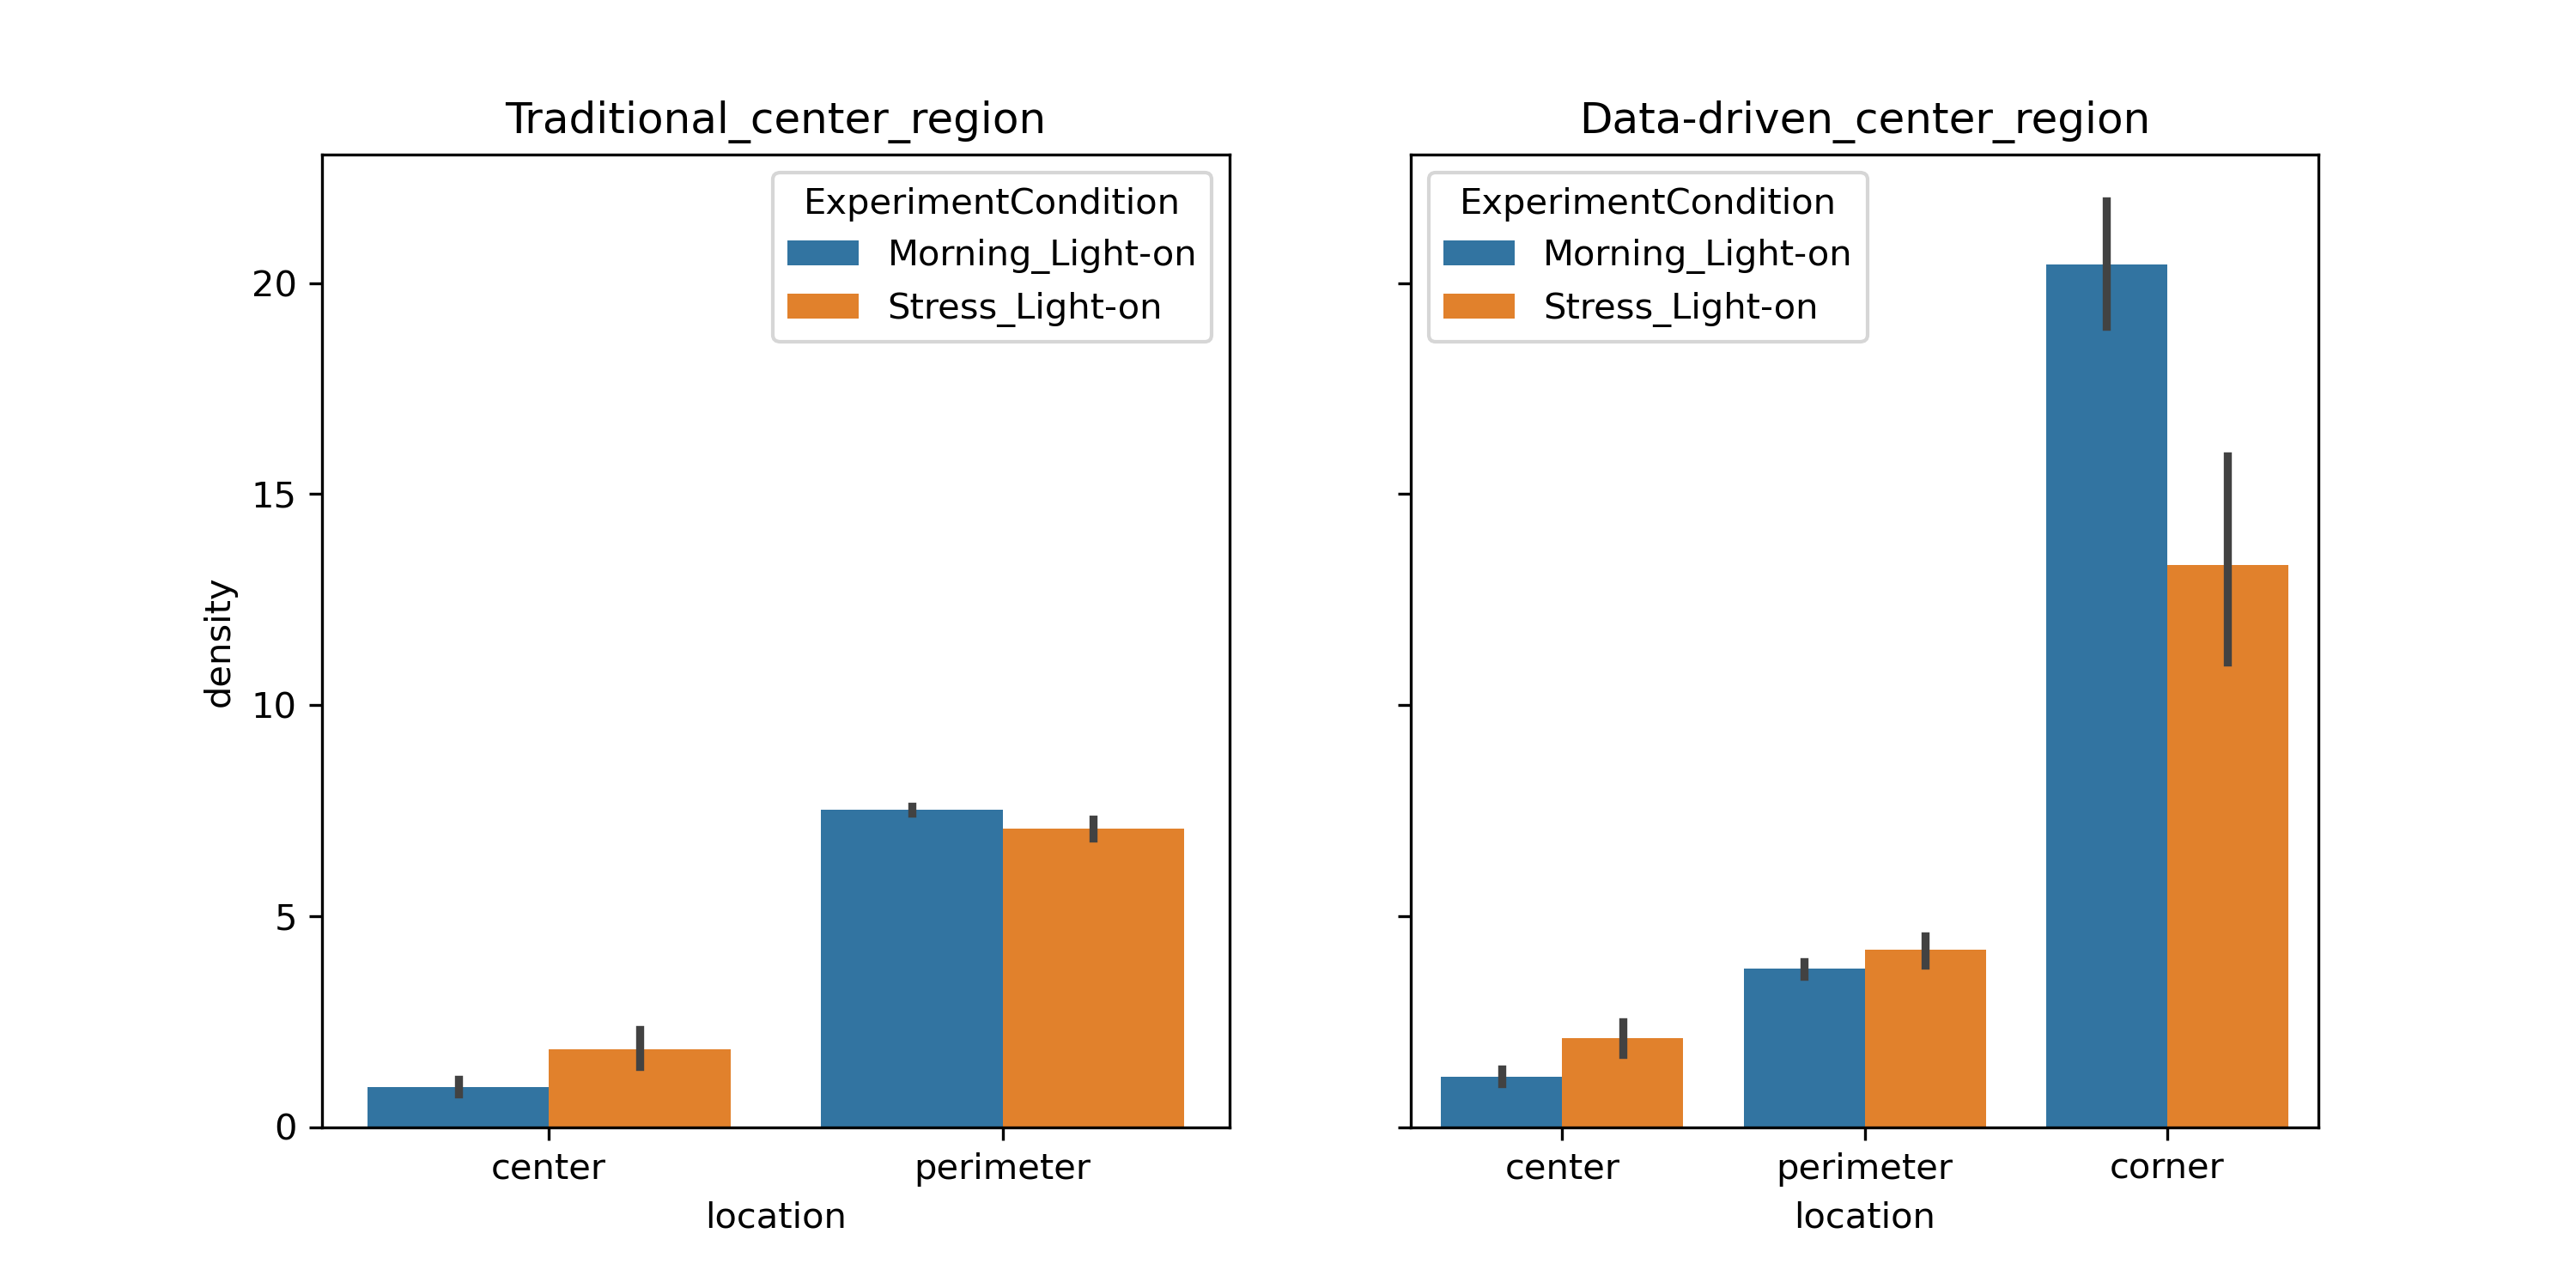 Traditional_center_region
ExperimentCondition
Morning_Light-on
Stress_Light-on
20
15
10
5
0
density
center perimeter
location
Data-driven_center_region
ExperimentCondition
Morning_Light-on
Stress_Light-on
center perimeter corner
location